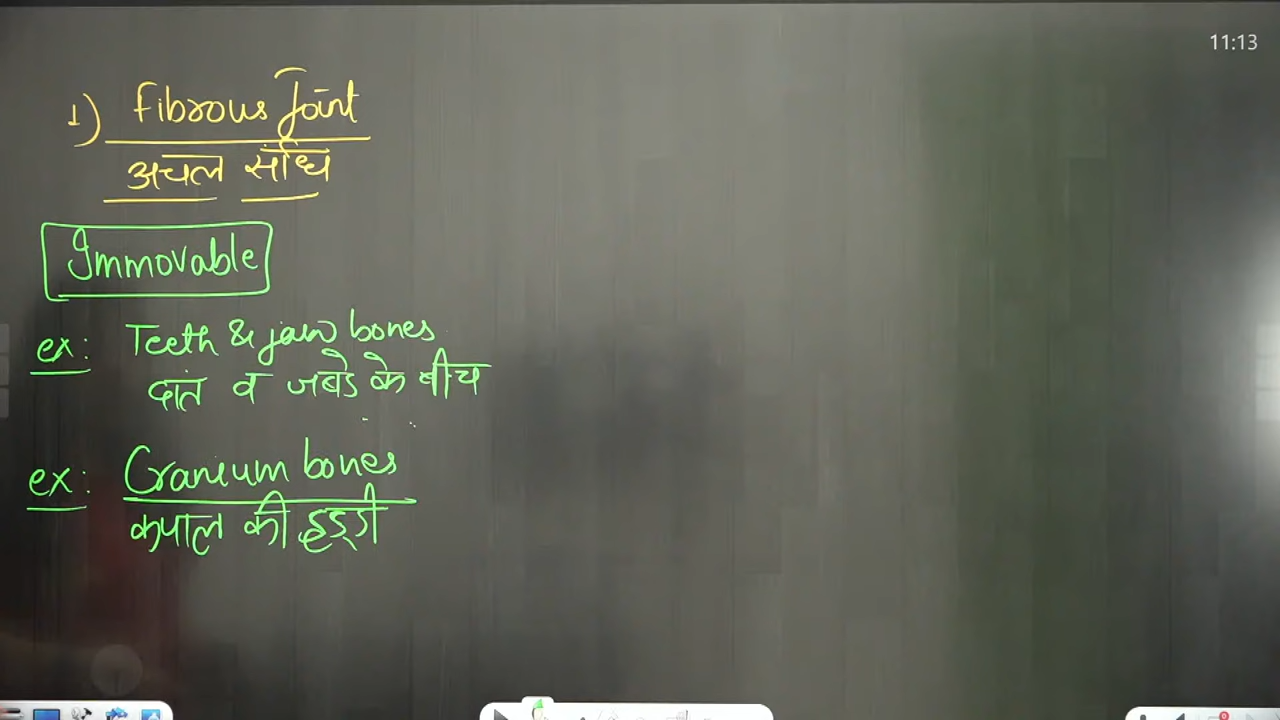 11:13
1) Fibrous Joint
अचल संधि
Immovable
ex: Teeth & jaw bones
दांत व जबडे के बीच
ex: Cranium bones
कपाल की हड्डी